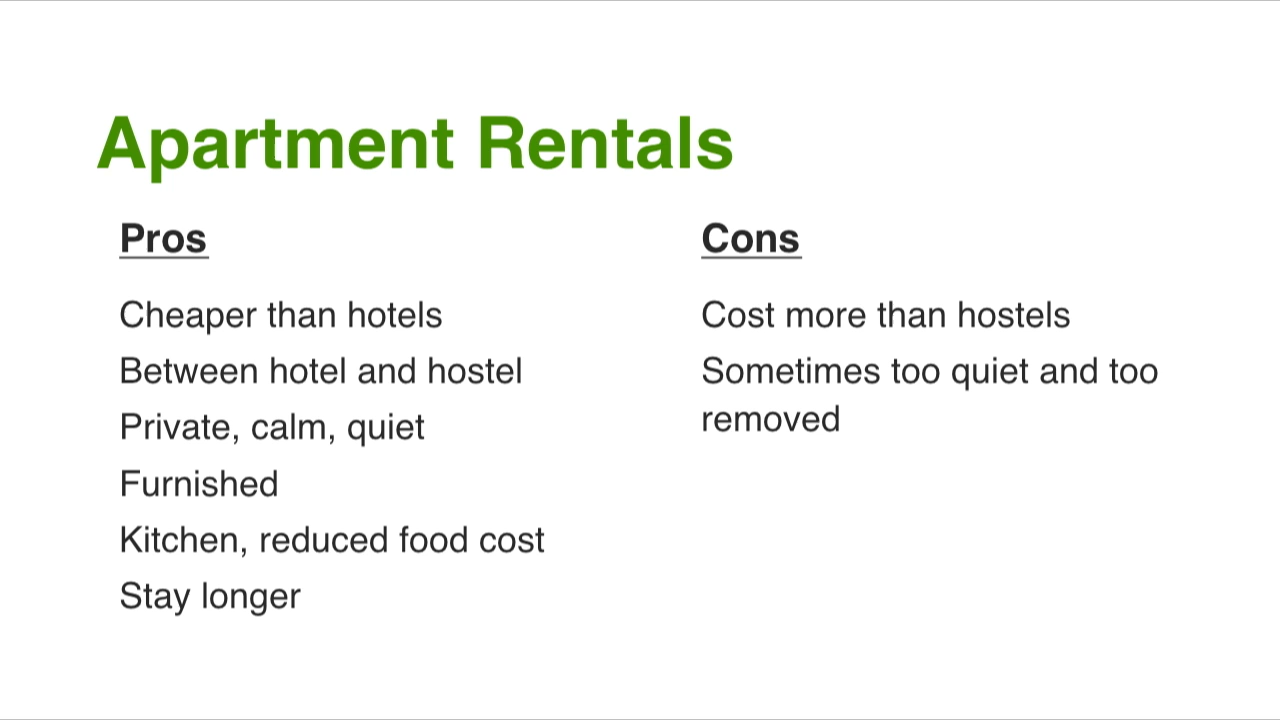 Apartment Rentals
Pros
Cheaper than hotels
Between hotel and hostel
Private, calm, quiet
Furnished
Kitchen, reduced food cost
Stay longer
Cons
Cost more than hostels
Sometimes too quiet and too
removed